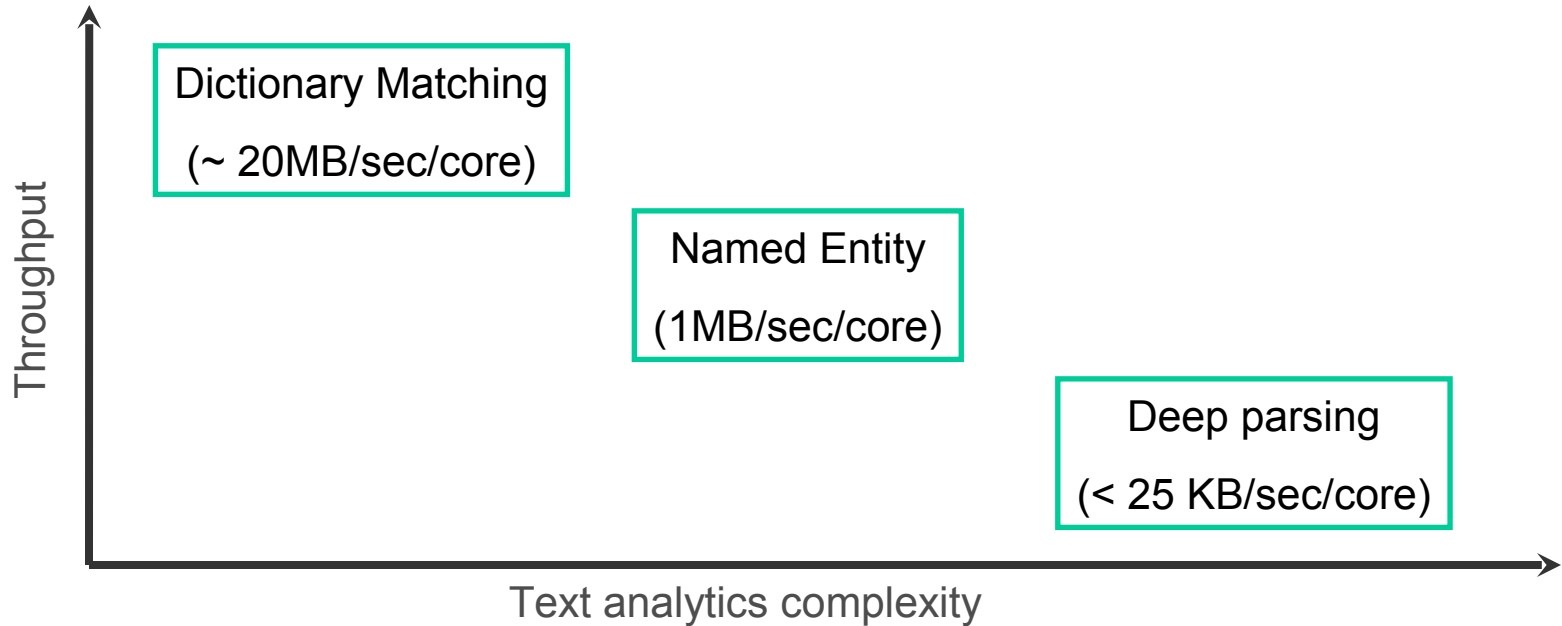 Throughput
Dictionary Matching
(~ 20MB/sec/core)
Named Entity
(1MB/sec/core)
Deep parsing
(< 25 KB/sec/core)
Text analytics complexity